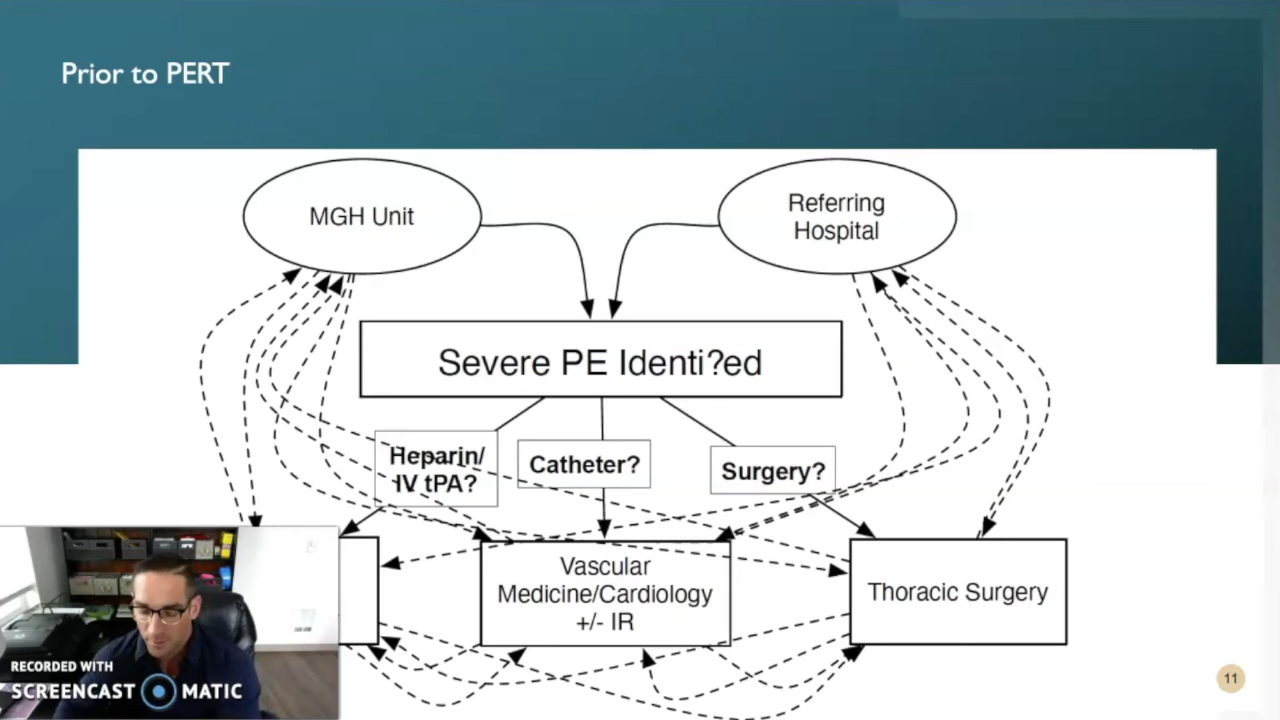 Prior to PERT
MGH Unit
Referring
Hospital
Severe PE Identi?ed
Heparin/
IV tPA?
Catheter?
Surgery?
Vascular
Medicine/Cardiology
+/- IR
Thoracic Surgery
RECORDED WITH
SCREENCAST MATIC
11